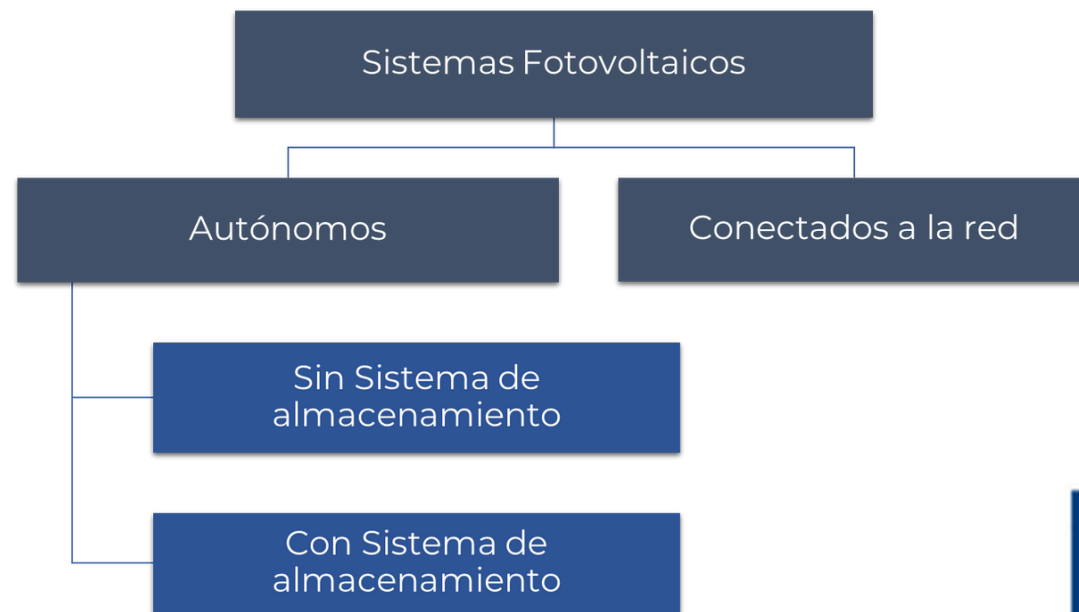 Sistemas Fotovoltaicos
Autónomos
Conectados a la red
Sin Sistema de
almacenamiento
Con Sistema de
almacenamiento